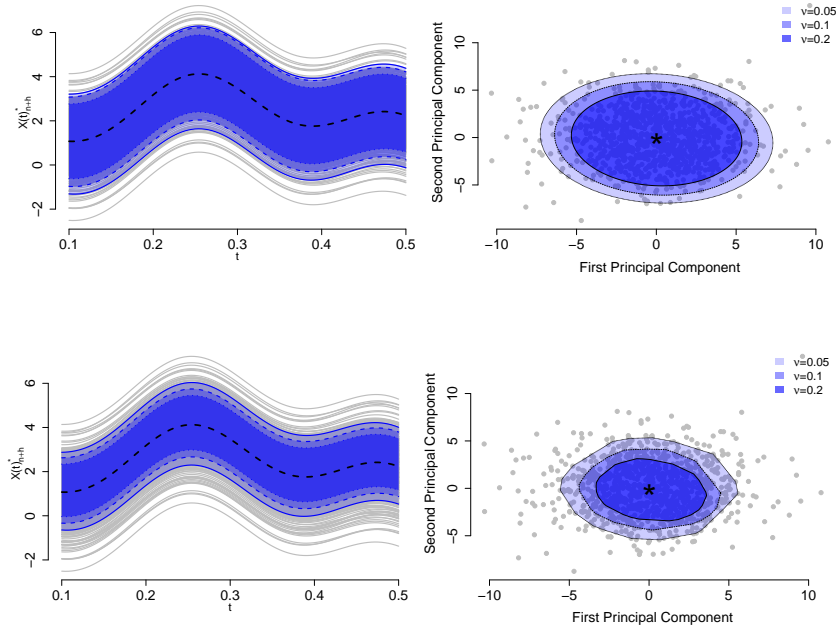 X(t)*n+h
6
4
2
0
−2
0.1
0.2
0.3
0.4
0.5
t
ν=0.05
ν=0.1
ν=0.2
Second Principal Component
10
5
0
−5
−10
−5
0
5
10
First Principal Component
X(t)*n+h
6
4
2
0
−2
0.1
0.2
0.3
0.4
0.5
t
ν=0.05
ν=0.1
ν=0.2
Second Principal Component
10
5
0
−5
−10
−5
0
5
10
First Principal Component